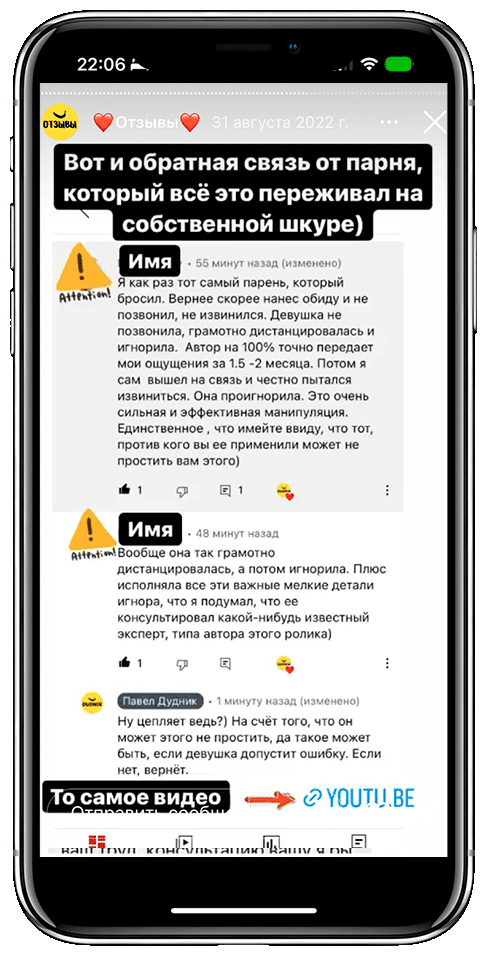 22:06
ОТЗЫВЫ
Отзывы
31 августа 2022 г.
Вот и обратная связь от парня,
который всё это переживал на
собственной шкуре)
Имя • 55 минут назад (изменено)
Attention!
Я как раз тот самый парень, который
бросил. Вернее скорее нанес обиду и не
позвонил, не извинился. Девушка не
позвонила, грамотно дистанцировалась и
игнорила. Автор на 100% точно передает
мои ощущения за 1.5 -2 месяца. Потом я
сам вышел на связь и честно пытался
извиниться. Она проигнорила. Это очень
сильная и эффективная манипуляция.
Единственное , что имейте ввиду, что тот,
против кого вы ее применили может не
простить вам этого)
1 1
Имя • 48 минут назад
Attention!
Вообще она так грамотно
дистанцировалась, а потом игнорила. Плюс
исполняла все эти важные мелкие детали
игнора, что я подумал, что ее
консультировал какой-нибудь известный
эксперт, типа автора этого ролика)
1
DUDNIK
Павел Дудник • 1 минуту назад (изменено)
Ну цепляет ведь?) На счёт того, что он
может этого не простить, да такое может
быть, если девушка допустит ошибку. Если
нет, вернёт.
То самое видео
YOUTU.BE
Отправить сообщ
ваш труд, консультацию вашу я бы